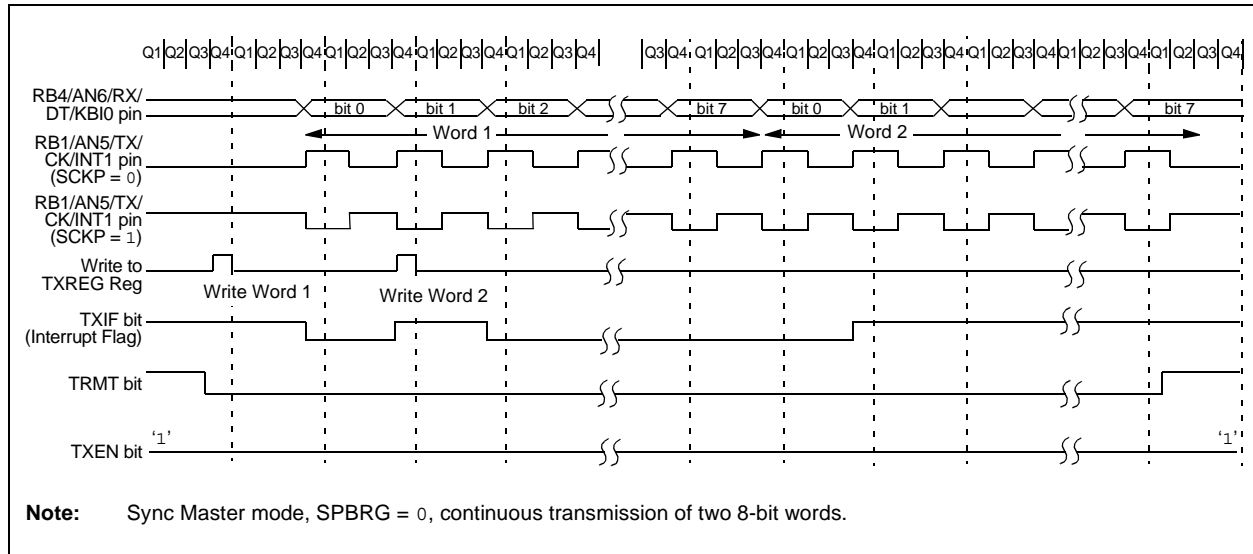 Q1 Q2 Q3 Q4 Q1 Q2 Q3 Q4 Q1 Q2 Q3 Q4 Q1 Q2 Q3 Q4 Q1 Q2 Q3 Q4 Q3 Q4 Q1 Q2 Q3 Q4 Q1 Q2 Q3 Q4 Q1 Q2 Q3 Q4 Q1 Q2 Q3 Q4 Q1 Q2 Q3 Q4 Q1 Q2 Q3 Q4
RB4/AN6/RX/
DT/KBI0 pin
bit 0 bit 1 bit 2 bit 7 bit 0 bit 1 bit 7
Word 1 Word 2
RB1/AN5/TX/
CK/INT1 pin
(SCKP = 0)
RB1/AN5/TX/
CK/INT1 pin
(SCKP = 1)
Write to
TXREG Reg
Write Word 1 Write Word 2
TXIF bit
(Interrupt Flag)
TRMT bit
TXEN bit
‘1’ ‘1’
Note: Sync Master mode, SPBRG = 0, continuous transmission of two 8-bit words.